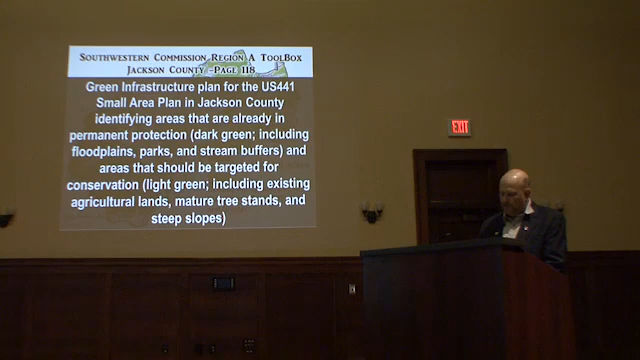 Southwestern Commission Region A ToolBox
Jackson County -Page 118
Green Infrastructure plan for the US441
Small Area Plan in Jackson County
identifying areas that are already in
permanent protection (dark green; including
floodplains, parks, and stream buffers) and
areas that should be targeted for
conservation (light green; including existing
agricultural lands, mature tree stands, and
steep slopes)
EXIT